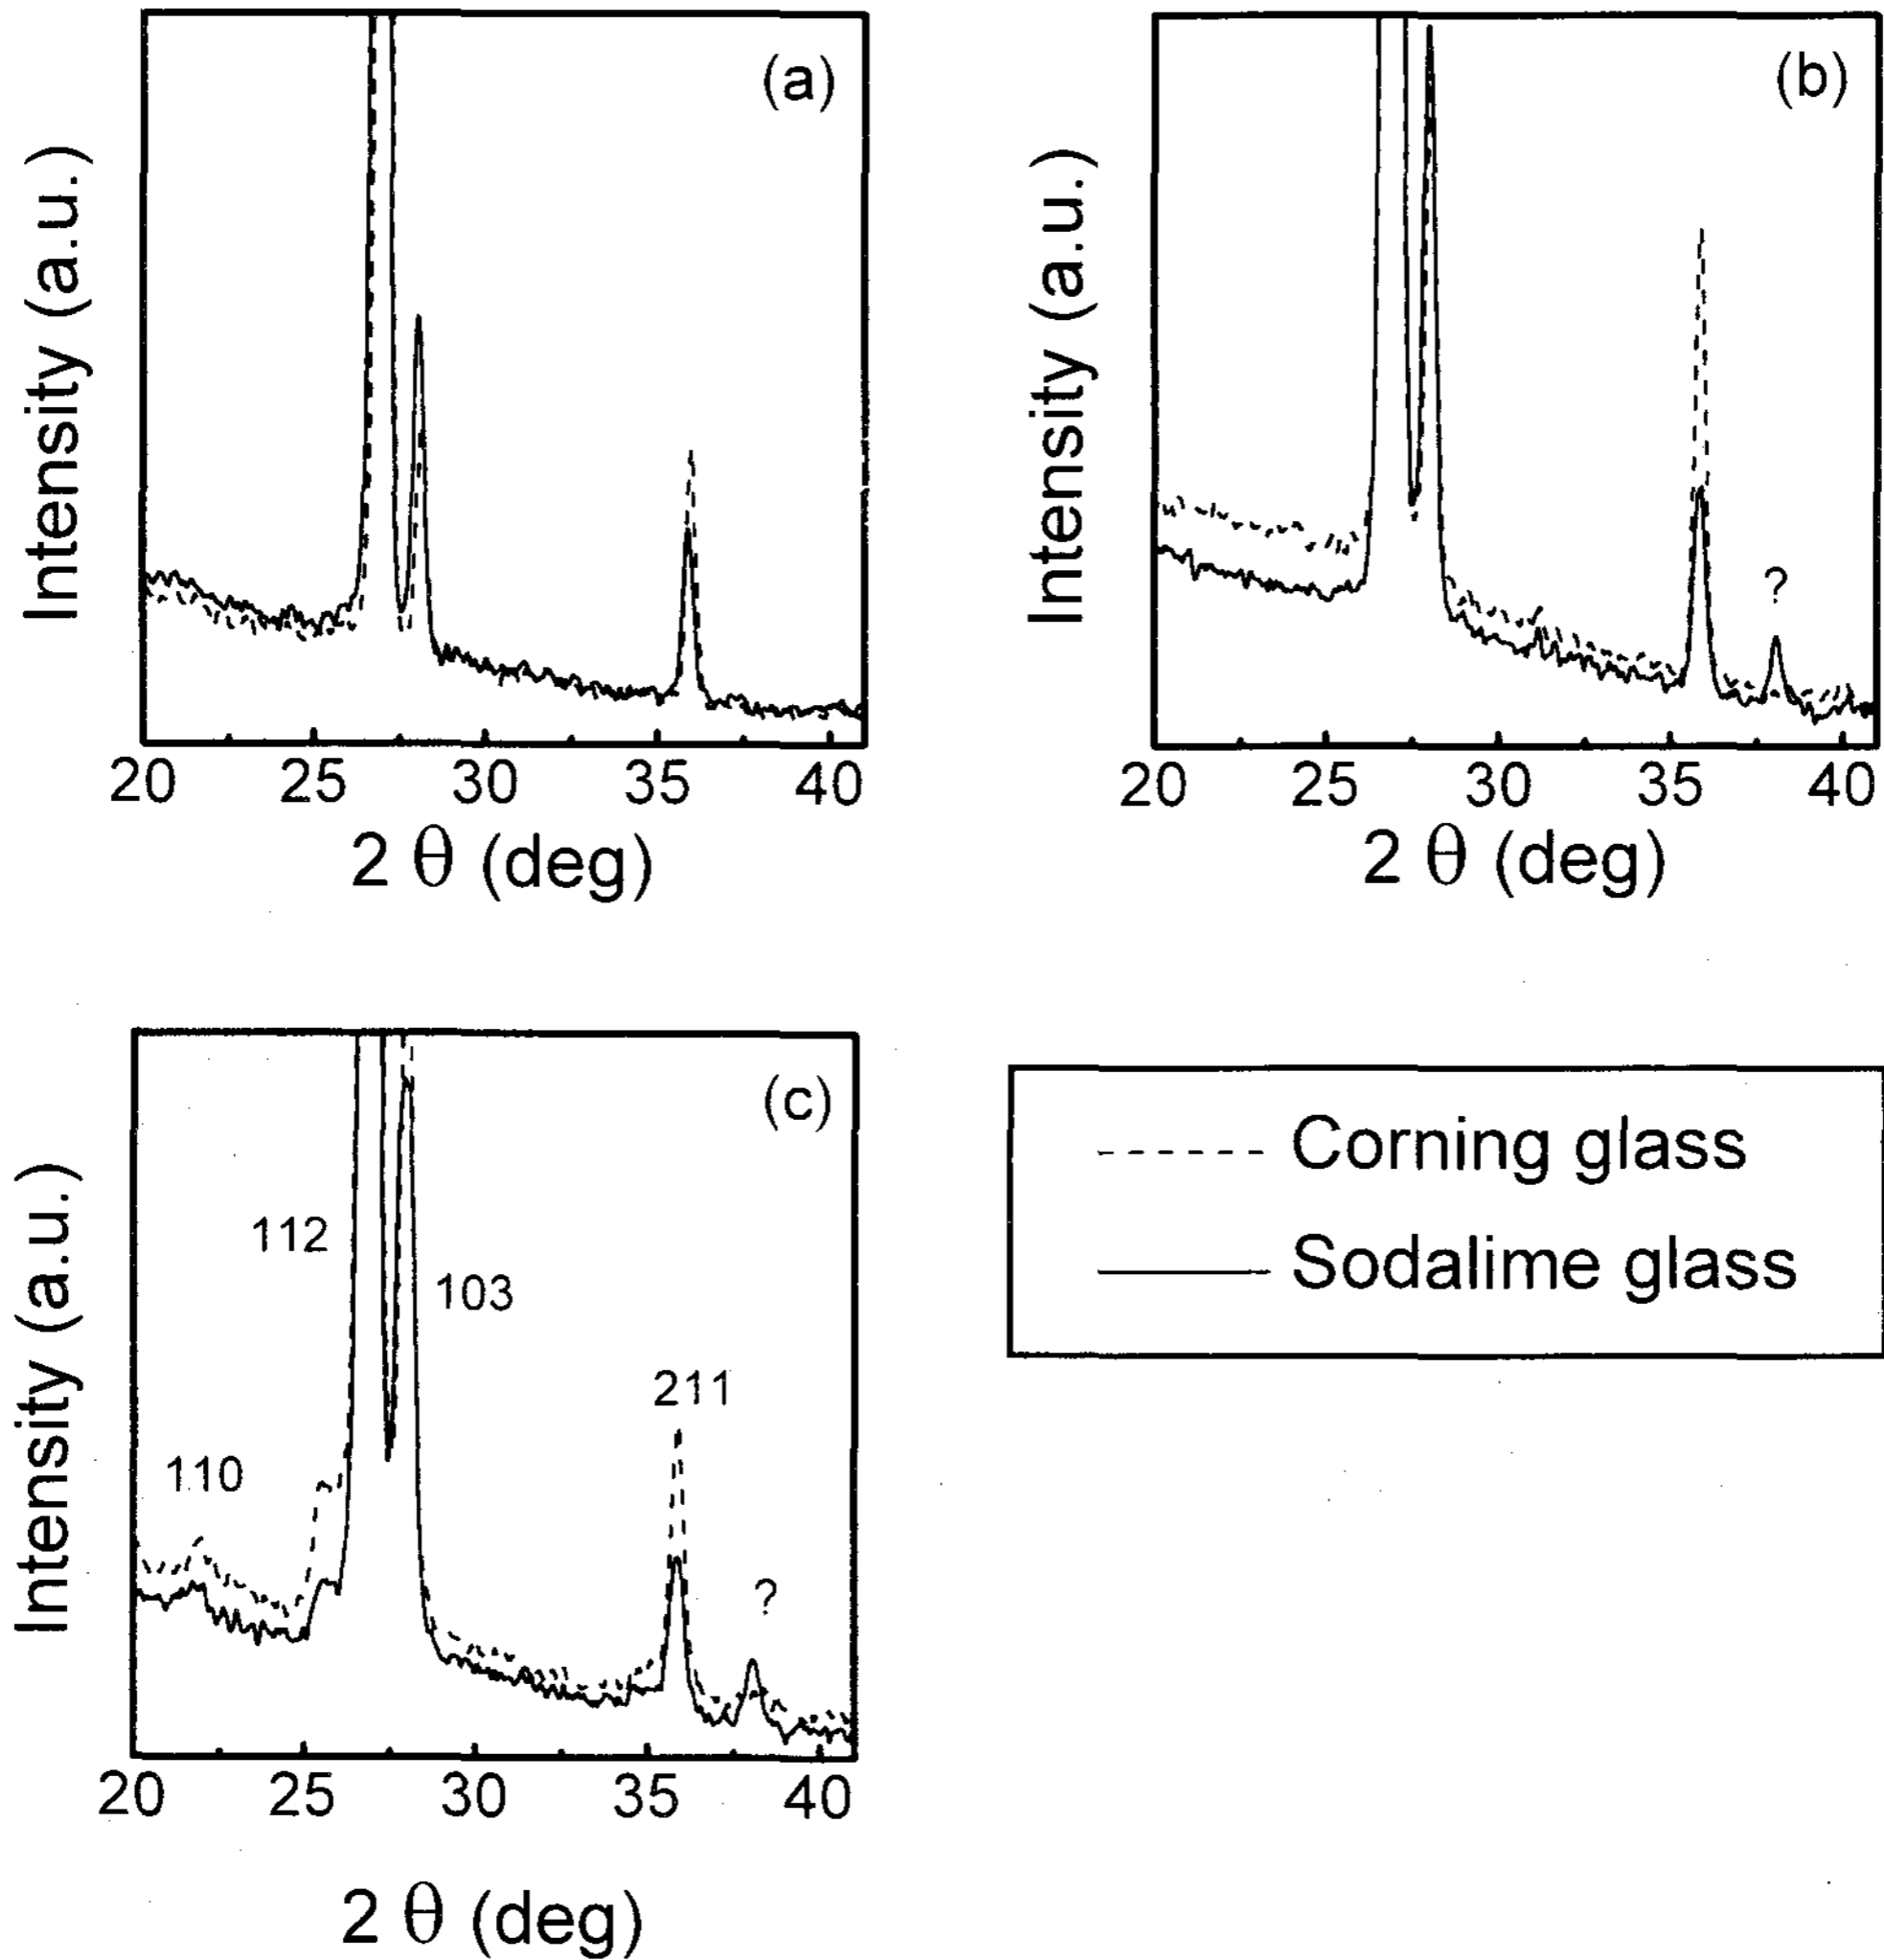 (a)
Intensity (a.u.)
20 25 30 35 40
2 θ (deg)
(b)
Intensity (a.u.)
?
20 25 30 35 40
2 θ (deg)
(c)
Intensity (a.u.)
112
103
211
110
?
20 25 30 35 40
2 θ (deg)
Corning glass
Sodalime glass